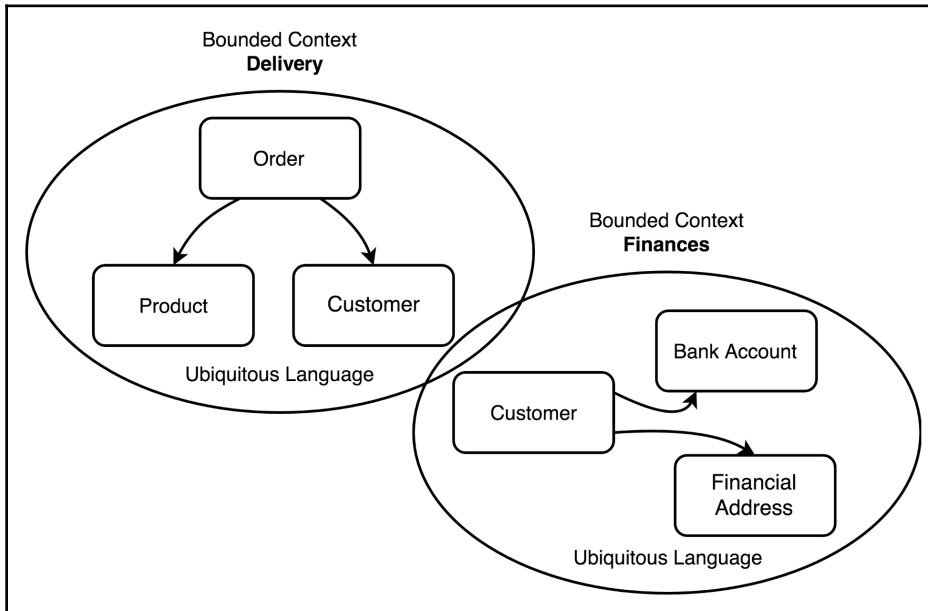 Bounded Context
Delivery
Order
Product
Customer
Ubiquitous Language
Bounded Context
Finances
Bank Account
Customer
Financial
Address
Ubiquitous Language